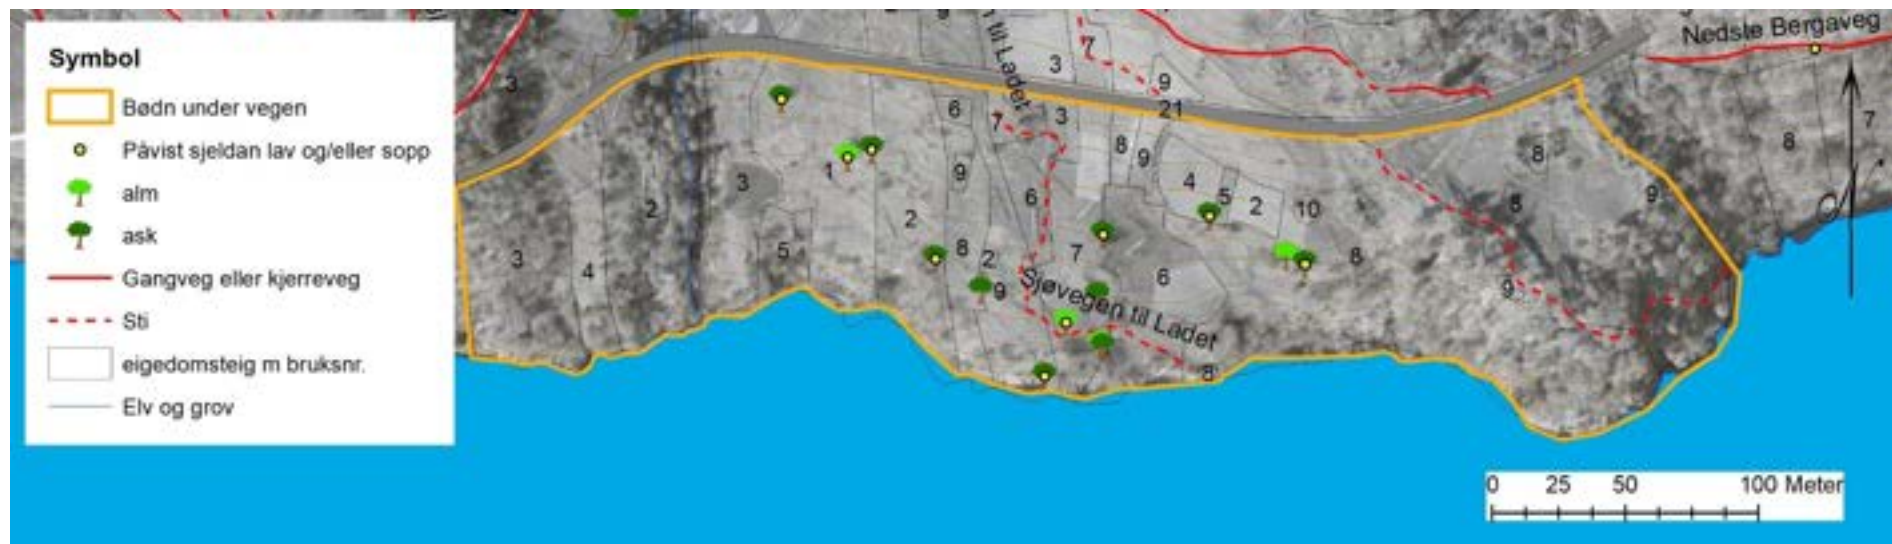 Symbol
Bødn under vegen
Påvist sjeldan lav og/eller sopp
alm
ask
Gangveg eller kjerreveg
Sti
eigedomsteig m bruksnr.
Elv og grov
Nedste Bergaveg
til Ladet
Sjøvegen til Ladet
3
7
3
9
21
6
7
3
8
9
8
8
7
1
3
2
9
6
4
5
2
10
8
9
2
3
4
5
8
2
9
7
6
8
9
8
0 25 50 100 Meter